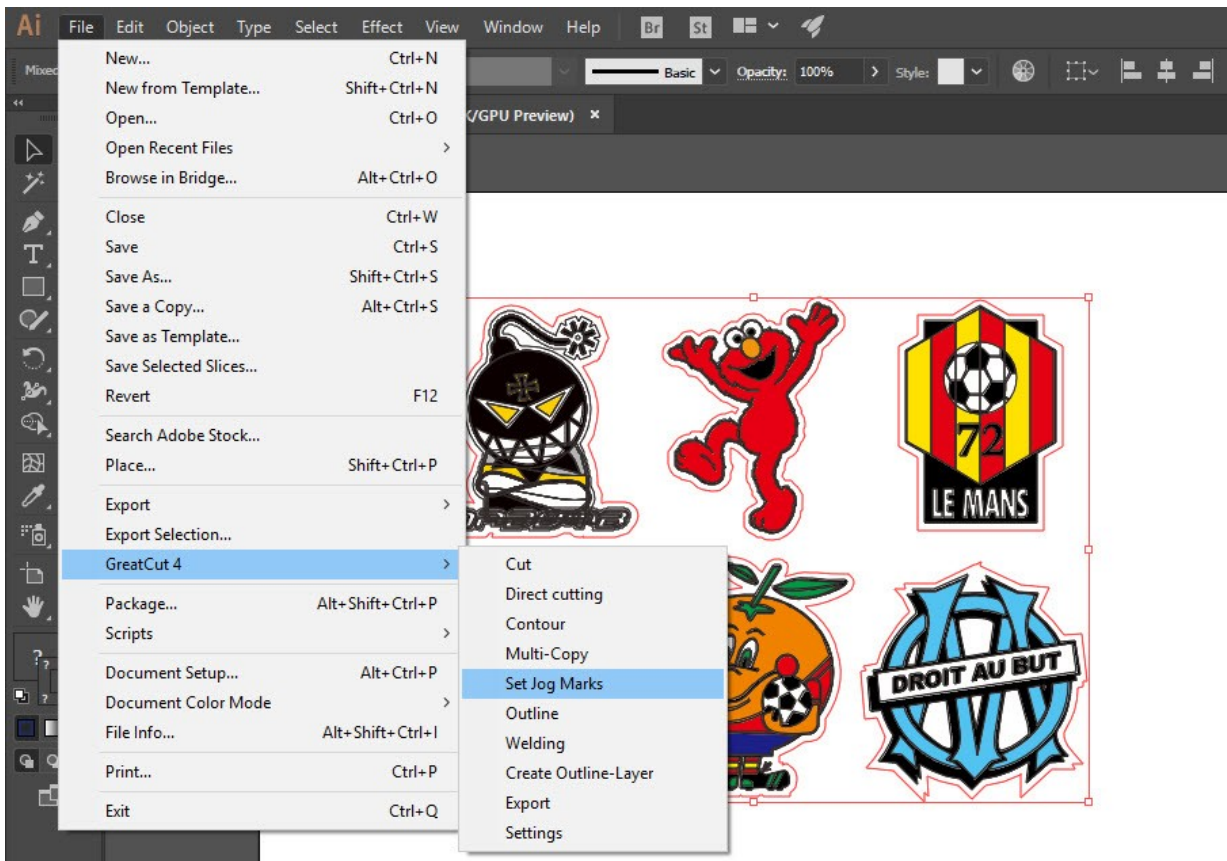 Ai File Edit Object Type Select Effect View Window Help Br St
Mixed Basic Opacity: 100% Style:
/GPU Preview) ×
New... Ctrl+N
New from Template... Shift+Ctrl+N
Open... Ctrl+O
Open Recent Files
Browse in Bridge... Alt+Ctrl+O
Close Ctrl+W
Save Ctrl+S
Save As... Shift+Ctrl+S
Save a Copy... Alt+Ctrl+S
Save as Template...
Save Selected Slices...
Revert F12
Search Adobe Stock...
Place... Shift+Ctrl+P
Export
Export Selection...
GreatCut 4
Package... Alt+Shift+Ctrl+P
Scripts
Document Setup... Alt+Ctrl+P
Document Color Mode
File Info... Alt+Shift+Ctrl+I
Print... Ctrl+P
Exit Ctrl+Q
Cut
Direct cutting
Contour
Multi-Copy
Set Jog Marks
Outline
Welding
Create Outline-Layer
Export
Settings
72
LE MANS
DROIT AU BUT